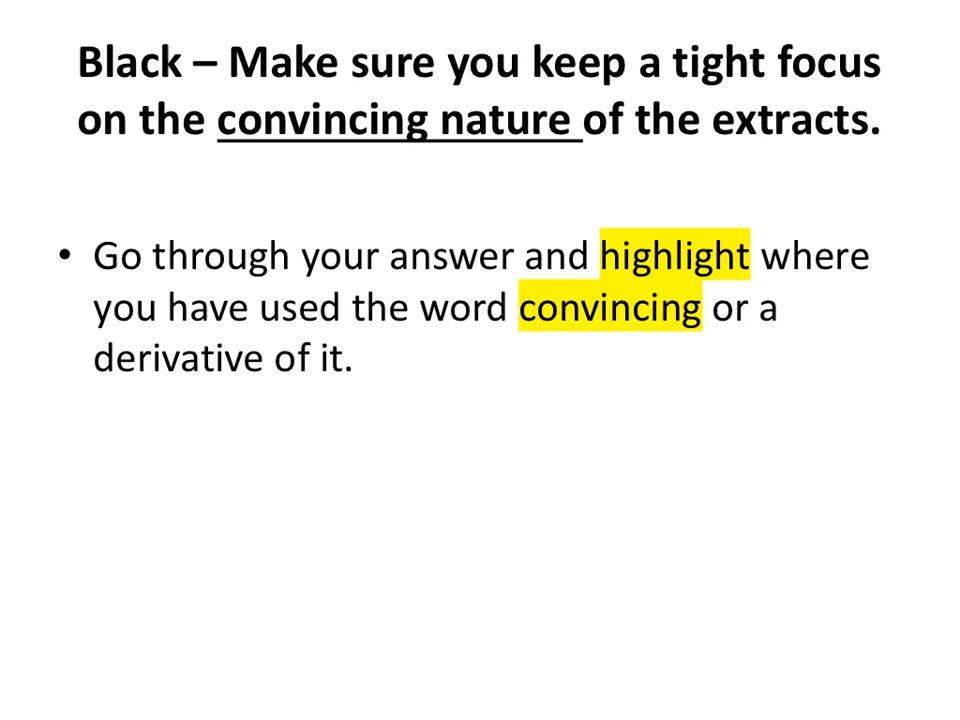 Black – Make sure you keep a tight focus
on the convincing nature of the extracts.
• Go through your answer and highlight where
you have used the word convincing or a
derivative of it.